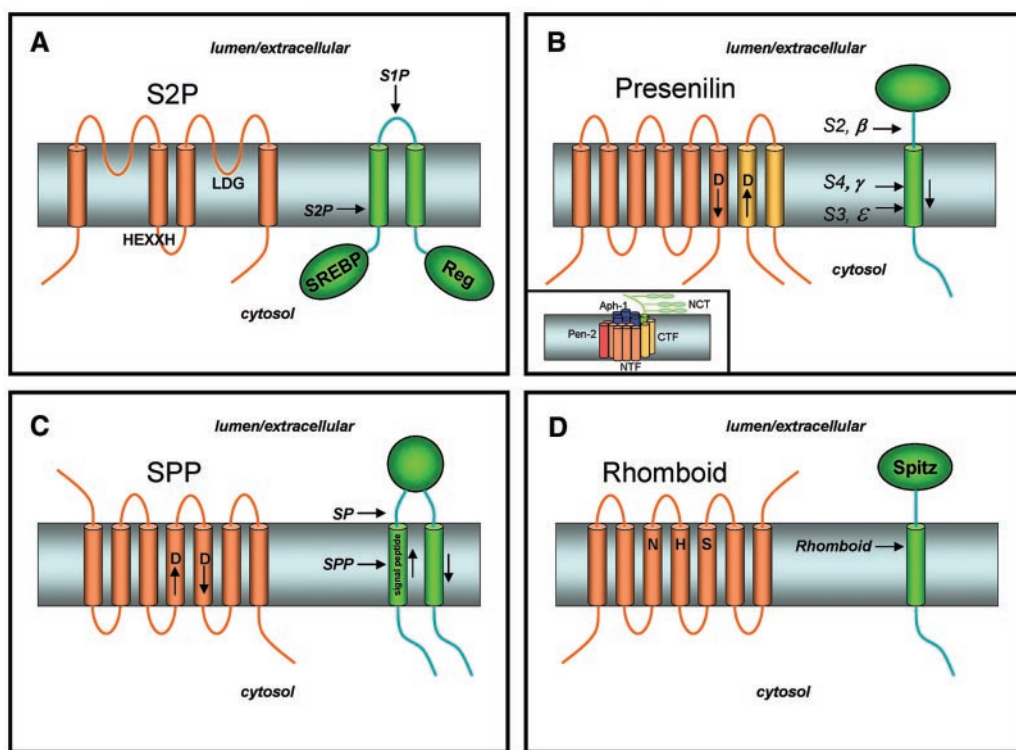 A
lumen/extracellular
S2P
S1P
LDG
S2P
HEXXH
SREBP
Reg
cytosol
B
lumen/extracellular
Presenilin
S2, β
D
D
S4, γ
S3, ε
cytosol
Aph-1
NCT
Pen-2
CTF
NTF
C
lumen/extracellular
SPP
SP
D
D
SPP
signal peptide
cytosol
D
lumen/extracellular
Rhomboid
Spitz
N H S
Rhomboid
cytosol